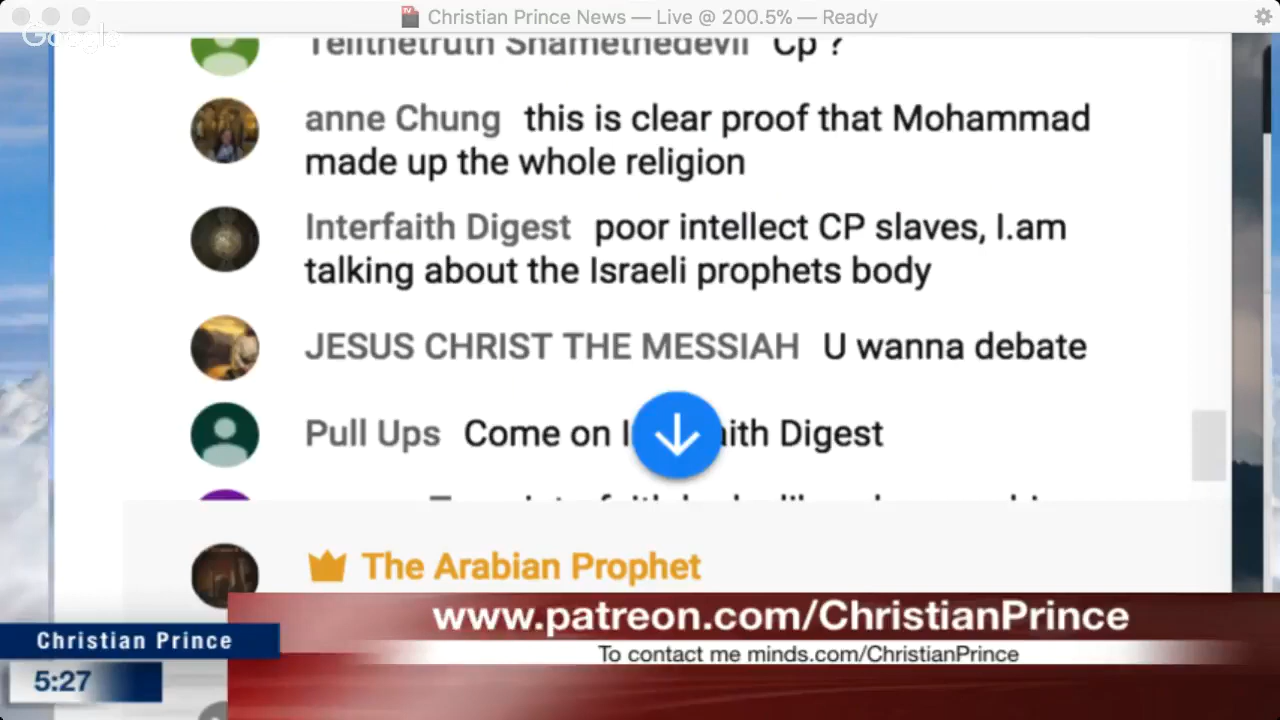 Christian Prince News — Live @ 200.5% — Ready
Google
Tellthetruth Shamethedevil Cp ?
anne Chung this is clear proof that Mohammad
made up the whole religion
Interfaith Digest poor intellect CP slaves, I.am
talking about the Israeli prophets body
JESUS CHRIST THE MESSIAH U wanna debate
Pull Ups Come on Digest
The Arabian Prophet
www.patreon.com/ChristianPrince
Christian Prince
To contact me minds.com/ChristianPrince
5:27